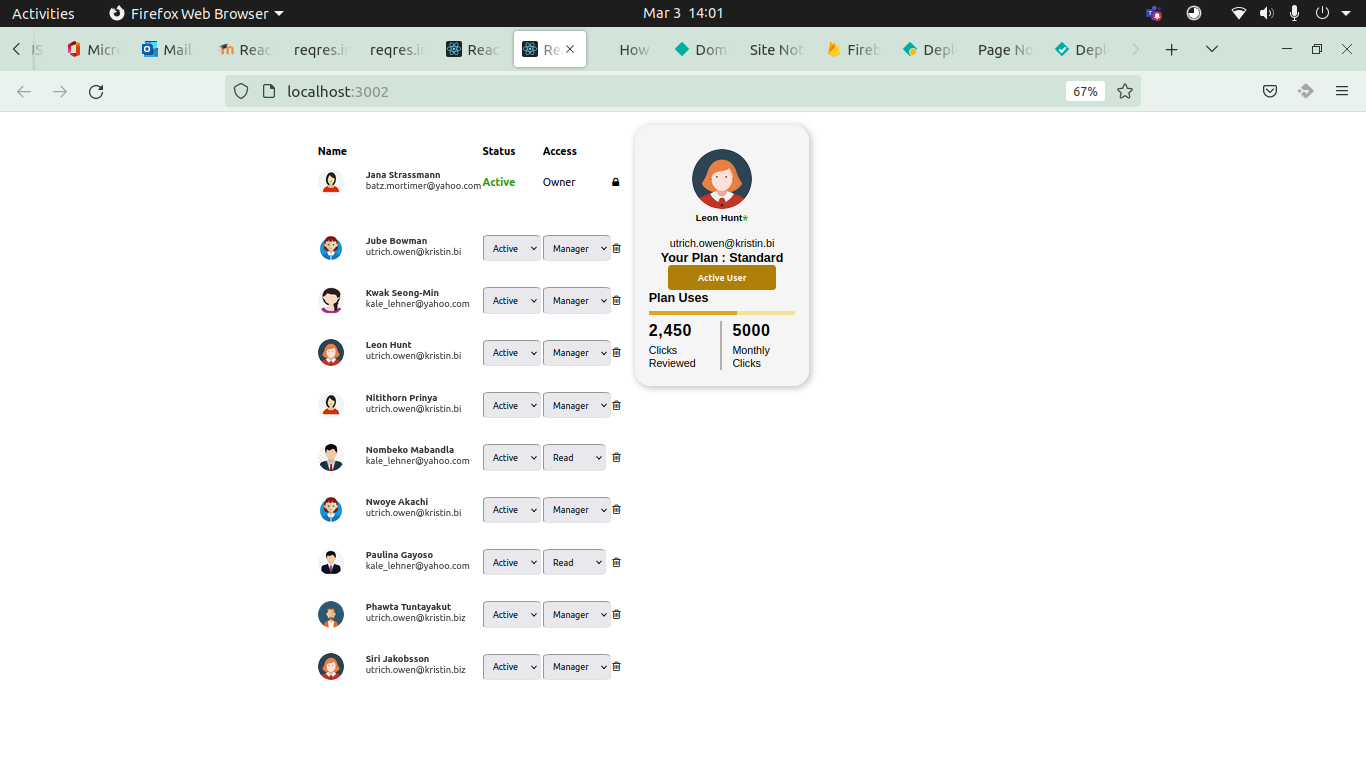 Activities Firefox Web Browser Mar 3 14:01
Micr Mail Reac reqres.i reqres.i Reac Re How Dom Site Not Fireb Depl Page No Depl
localhost:3002 67%
Name Status Access
Jana Strassmann
batz.mortimer@yahoo.com Active Owner
Jube Bowman
utrich.owen@kristin.bi Active Manager
Kwak Seong-Min
kale_lehner@yahoo.com Active Manager
Leon Hunt
utrich.owen@kristin.bi Active Manager
Nitithorn Prinya
utrich.owen@kristin.bi Active Manager
Nombeko Mabandla
kale_lehner@yahoo.com Active Read
Nwoye Akachi
utrich.owen@kristin.bi Active Manager
Paulina Gayoso
kale_lehner@yahoo.com Active Read
Phawta Tuntayakut
utrich.owen@kristin.biz Active Manager
Siri Jakobsson
utrich.owen@kristin.biz Active Manager
Leon Hunt*
utrich.owen@kristin.bi
Your Plan : Standard
Active User
Plan Uses
2,450 5000
Clicks Monthly
Reviewed Clicks